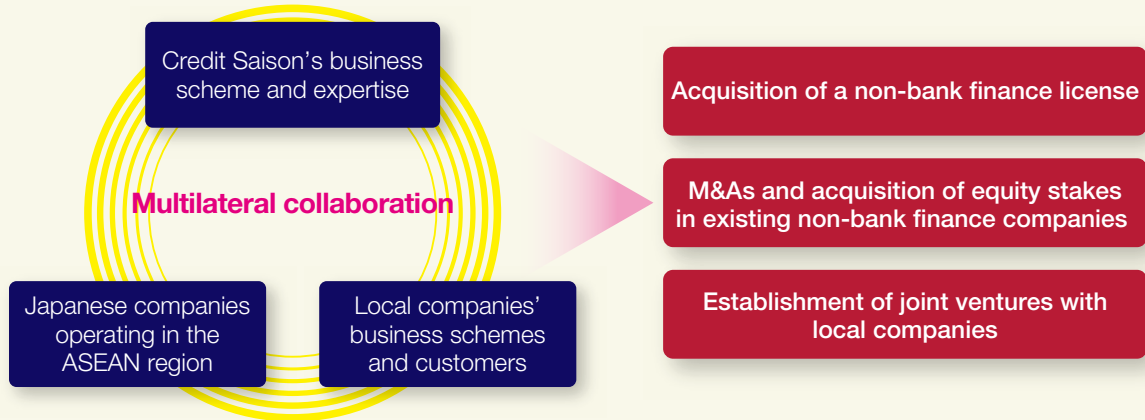 Credit Saison’s business
scheme and expertise
Multilateral collaboration
Japanese companies
operating in the
ASEAN region
Local companies’
business schemes
and customers
Acquisition of a non-bank finance license
M&As and acquisition of equity stakes
in existing non-bank finance companies
Establishment of joint ventures with
local companies